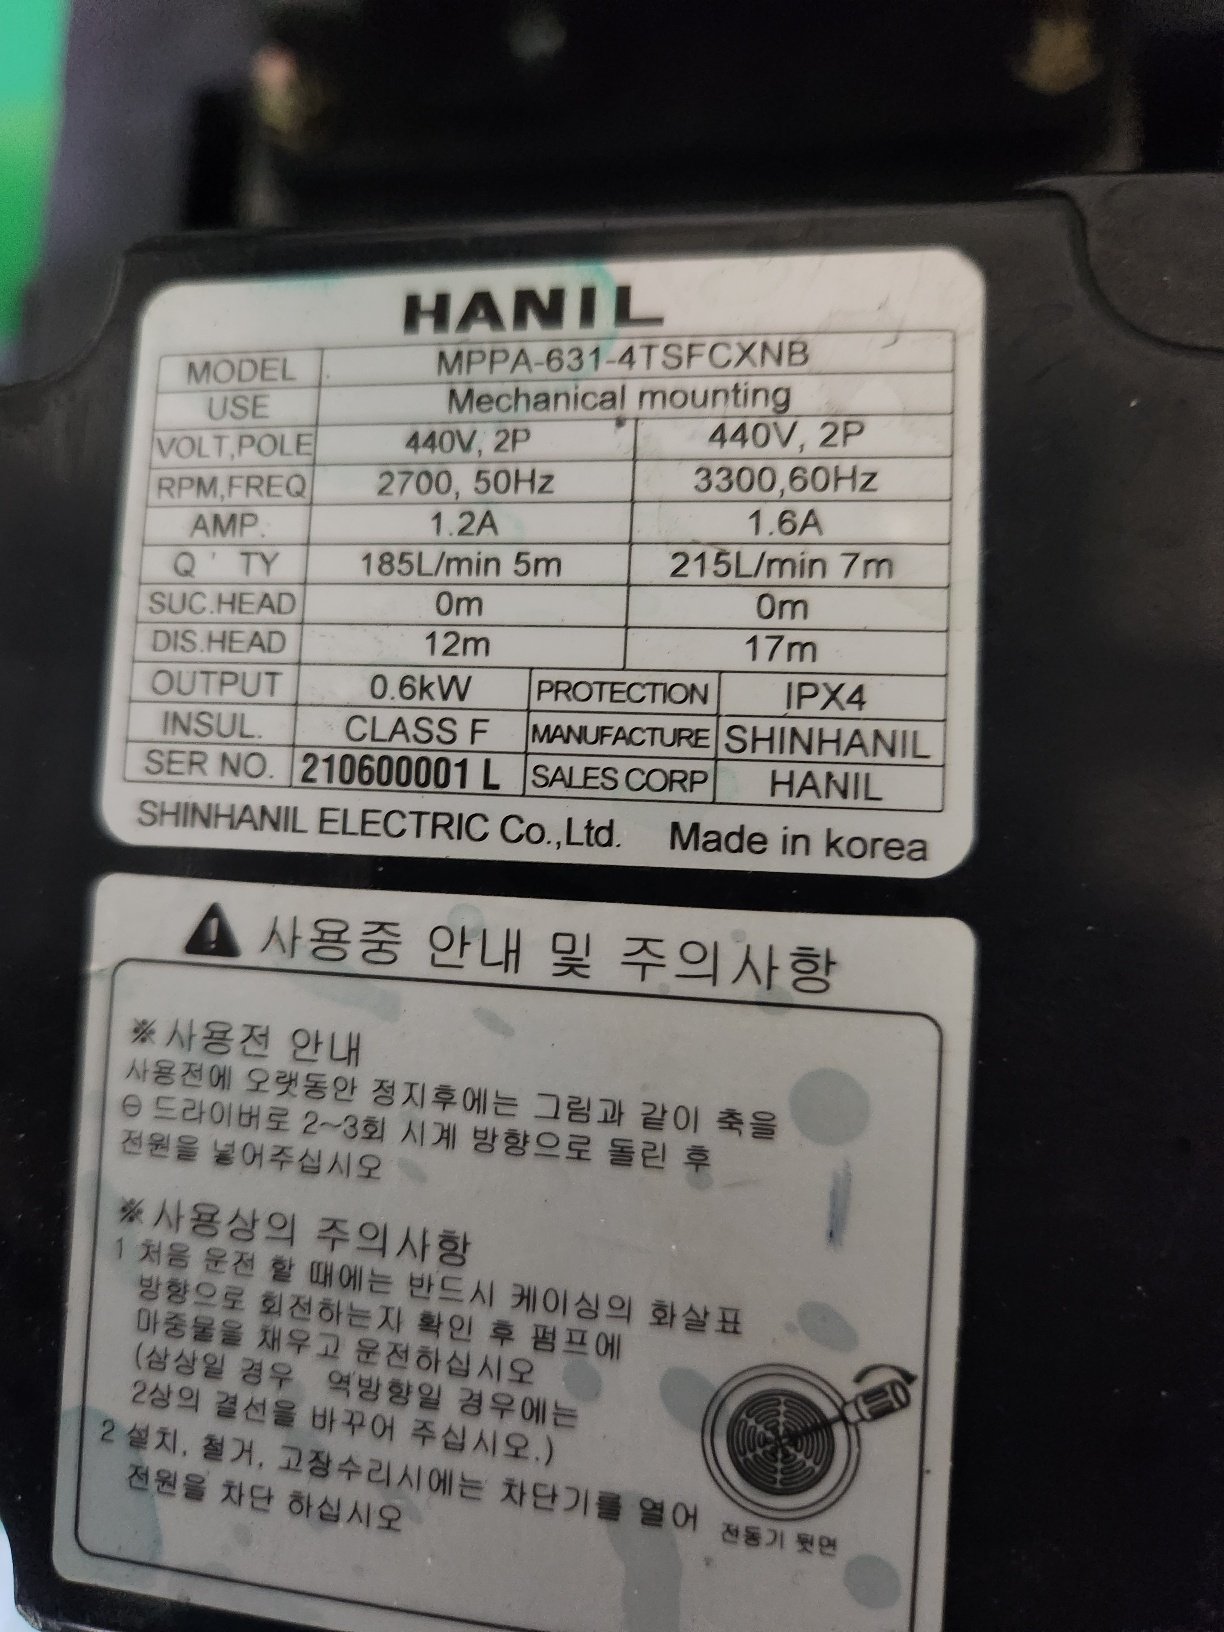 HANIL
MODEL MPPA-631-4TSFCXNB
USE Mechanical mounting
VOLT,POLE 440V, 2P 440V, 2P
RPM,FREQ 2700, 50Hz 3300,60Hz
AMP. 1.2A 1.6A
Q ' TY 185L/min 5m 215L/min 7m
SUC.HEAD 0m 0m
DIS.HEAD 12m 17m
OUTPUT 0.6kW PROTECTION IPX4
INSUL. CLASS F MANUFACTURE SHINHANIL
SER NO. 210600001 L SALES CORP HANIL
SHINHANIL ELECTRIC Co.,Ltd. Made in korea
사용중 안내 및 주의사항
※사용전 안내
사용전에 오랫동안 정지후에는 그림과 같이 축을
⊖ 드라이버로 2~3회 시계 방향으로 돌린 후
전원을 넣어주십시오
※사용상의 주의사항
1 처음 운전 할 때에는 반드시 케이싱의 화살표
방향으로 회전하는지 확인 후 펌프에
마중물을 채우고 운전하십시오
(삼상일 경우 역방향일 경우에는
2상의 결선을 바꾸어 주십시오.)
2 설치, 철거, 고장수리시에는 차단기를 열어
전원을 차단 하십시오
전동기 뒷면